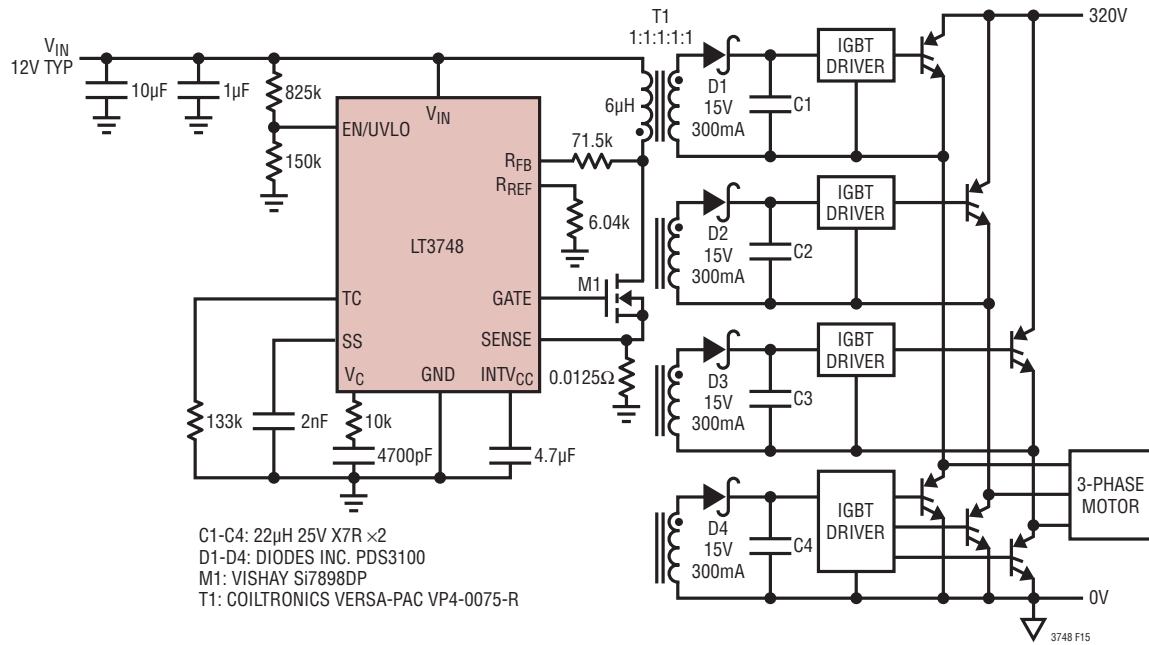 V_IN
12V TYP
10µF
1µF
825k
150k
EN/UVLO
V_IN
R_FB
R_REF
LT3748
TC
SS
V_C
GND
INTV_CC
GATE
SENSE
71.5k
6.04k
M1
0.0125Ω
133k
2nF
10k
4700pF
4.7µF
T1
1:1:1:1:1
6µH
D1
15V
300mA
C1
IGBT
DRIVER
320V
D2
15V
300mA
C2
IGBT
DRIVER
D3
15V
300mA
C3
IGBT
DRIVER
D4
15V
300mA
C4
IGBT
DRIVER
3-PHASE
MOTOR
0V
C1-C4: 22µH 25V X7R ×2
D1-D4: DIODES INC. PDS3100
M1: VISHAY Si7898DP
T1: COILTRONICS VERSA-PAC VP4-0075-R
3748 F15